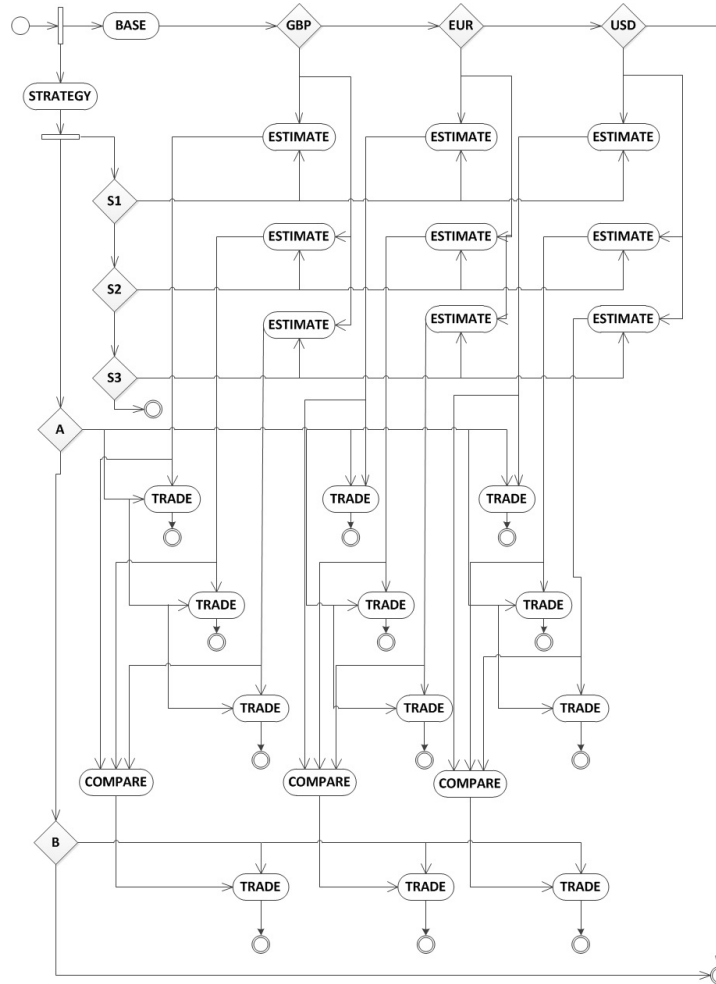 BASE
GBP
EUR
USD
STRATEGY
ESTIMATE
ESTIMATE
ESTIMATE
S1
ESTIMATE
ESTIMATE
ESTIMATE
S2
ESTIMATE
ESTIMATE
ESTIMATE
S3
A
TRADE
TRADE
TRADE
TRADE
TRADE
TRADE
TRADE
TRADE
TRADE
COMPARE
COMPARE
COMPARE
B
TRADE
TRADE
TRADE